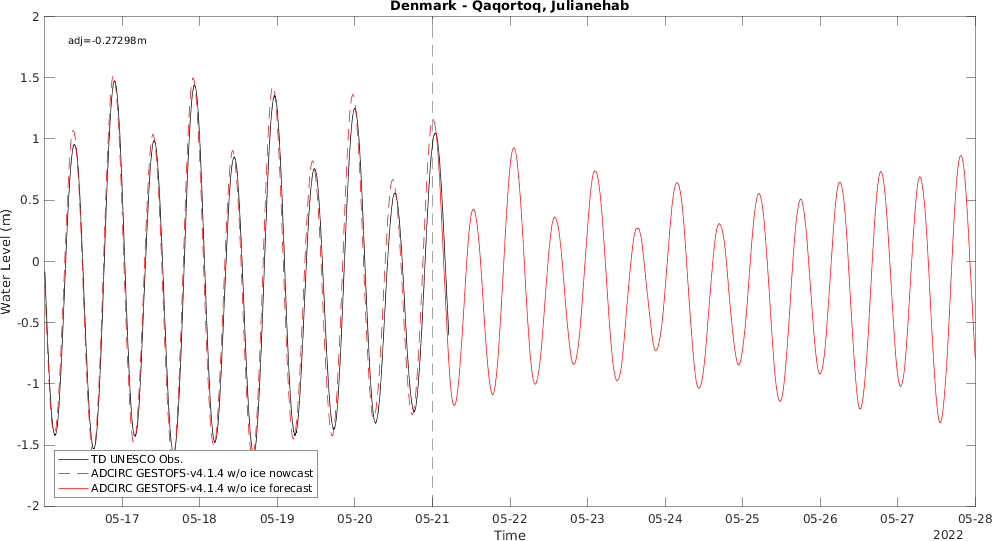 Denmark - Qaqortoq, Julianehab
adj=-0.27298m
2
1.5
1
0.5
0
-0.5
-1
-1.5
-2
Water Level (m)
TD UNESCO Obs.
ADCIRC GESTOFS-v4.1.4 w/o ice nowcast
ADCIRC GESTOFS-v4.1.4 w/o ice forecast
05-17 05-18 05-19 05-20 05-21 05-22 05-23 05-24 05-25 05-26 05-27 05-28
Time
2022